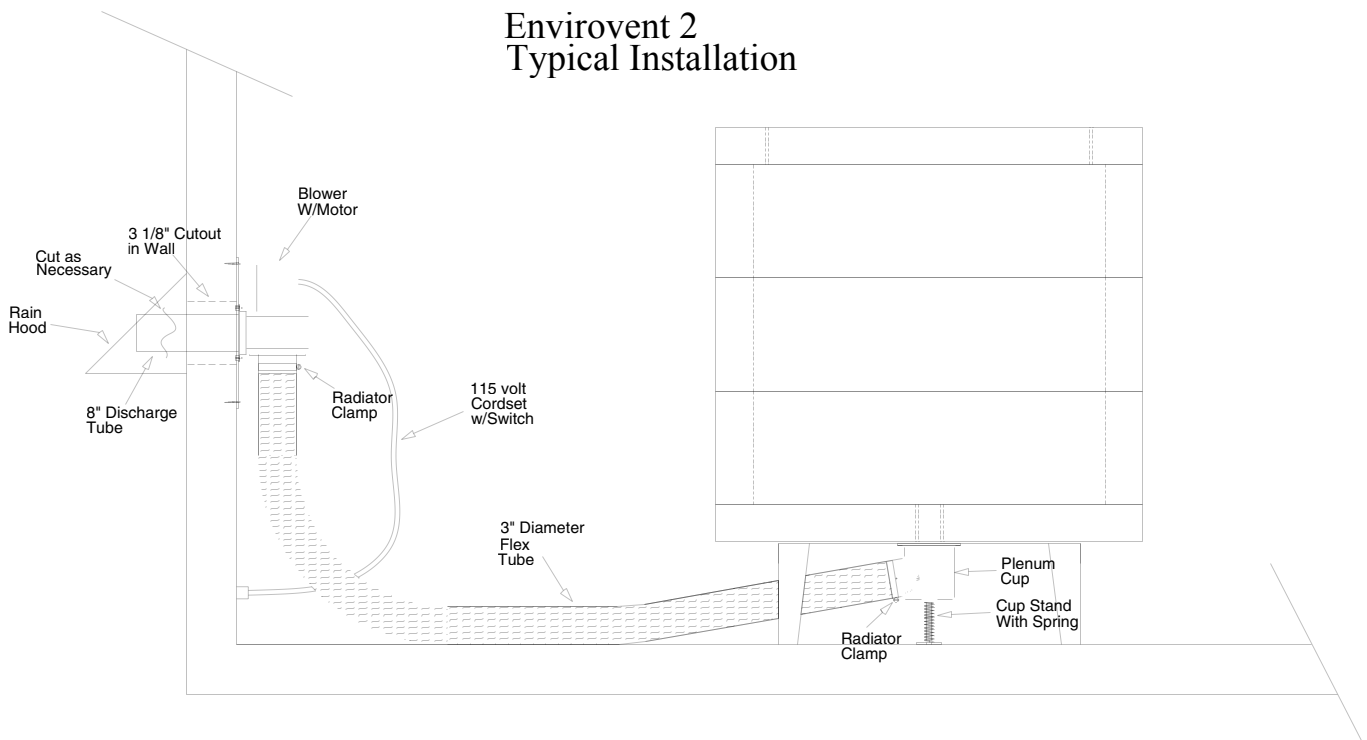 Envirovent 2
Typical Installation
Blower
W/Motor
3 1/8" Cutout
in Wall
Cut as
Necessary
Rain
Hood
8" Discharge
Tube
Radiator
Clamp
115 volt
Cordset
w/Switch
3" Diameter
Flex
Tube
Plenum
Cup
Cup Stand
With Spring
Radiator
Clamp